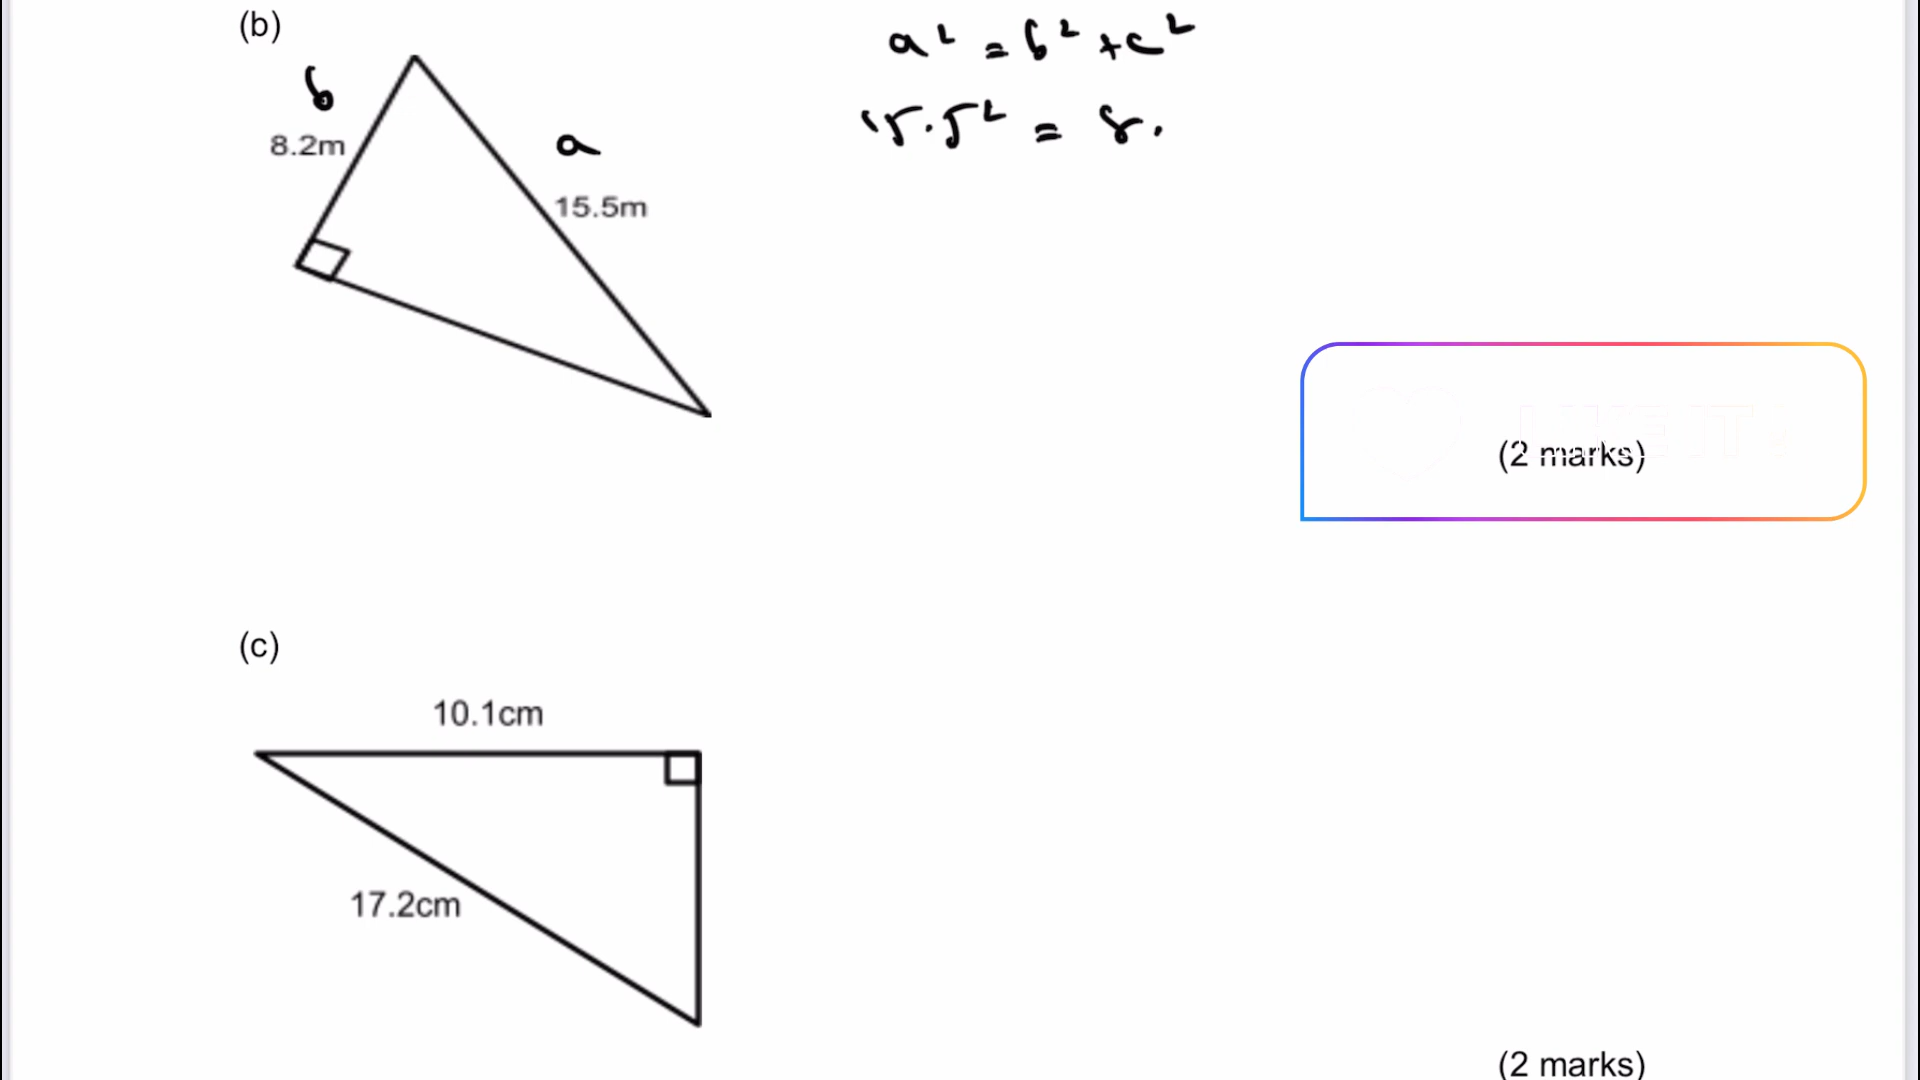 (b)
a² = b² + c²
b
15.5² = 8.
8.2m
a
15.5m
(2 marks)
(c)
10.1cm
17.2cm
(2 marks)